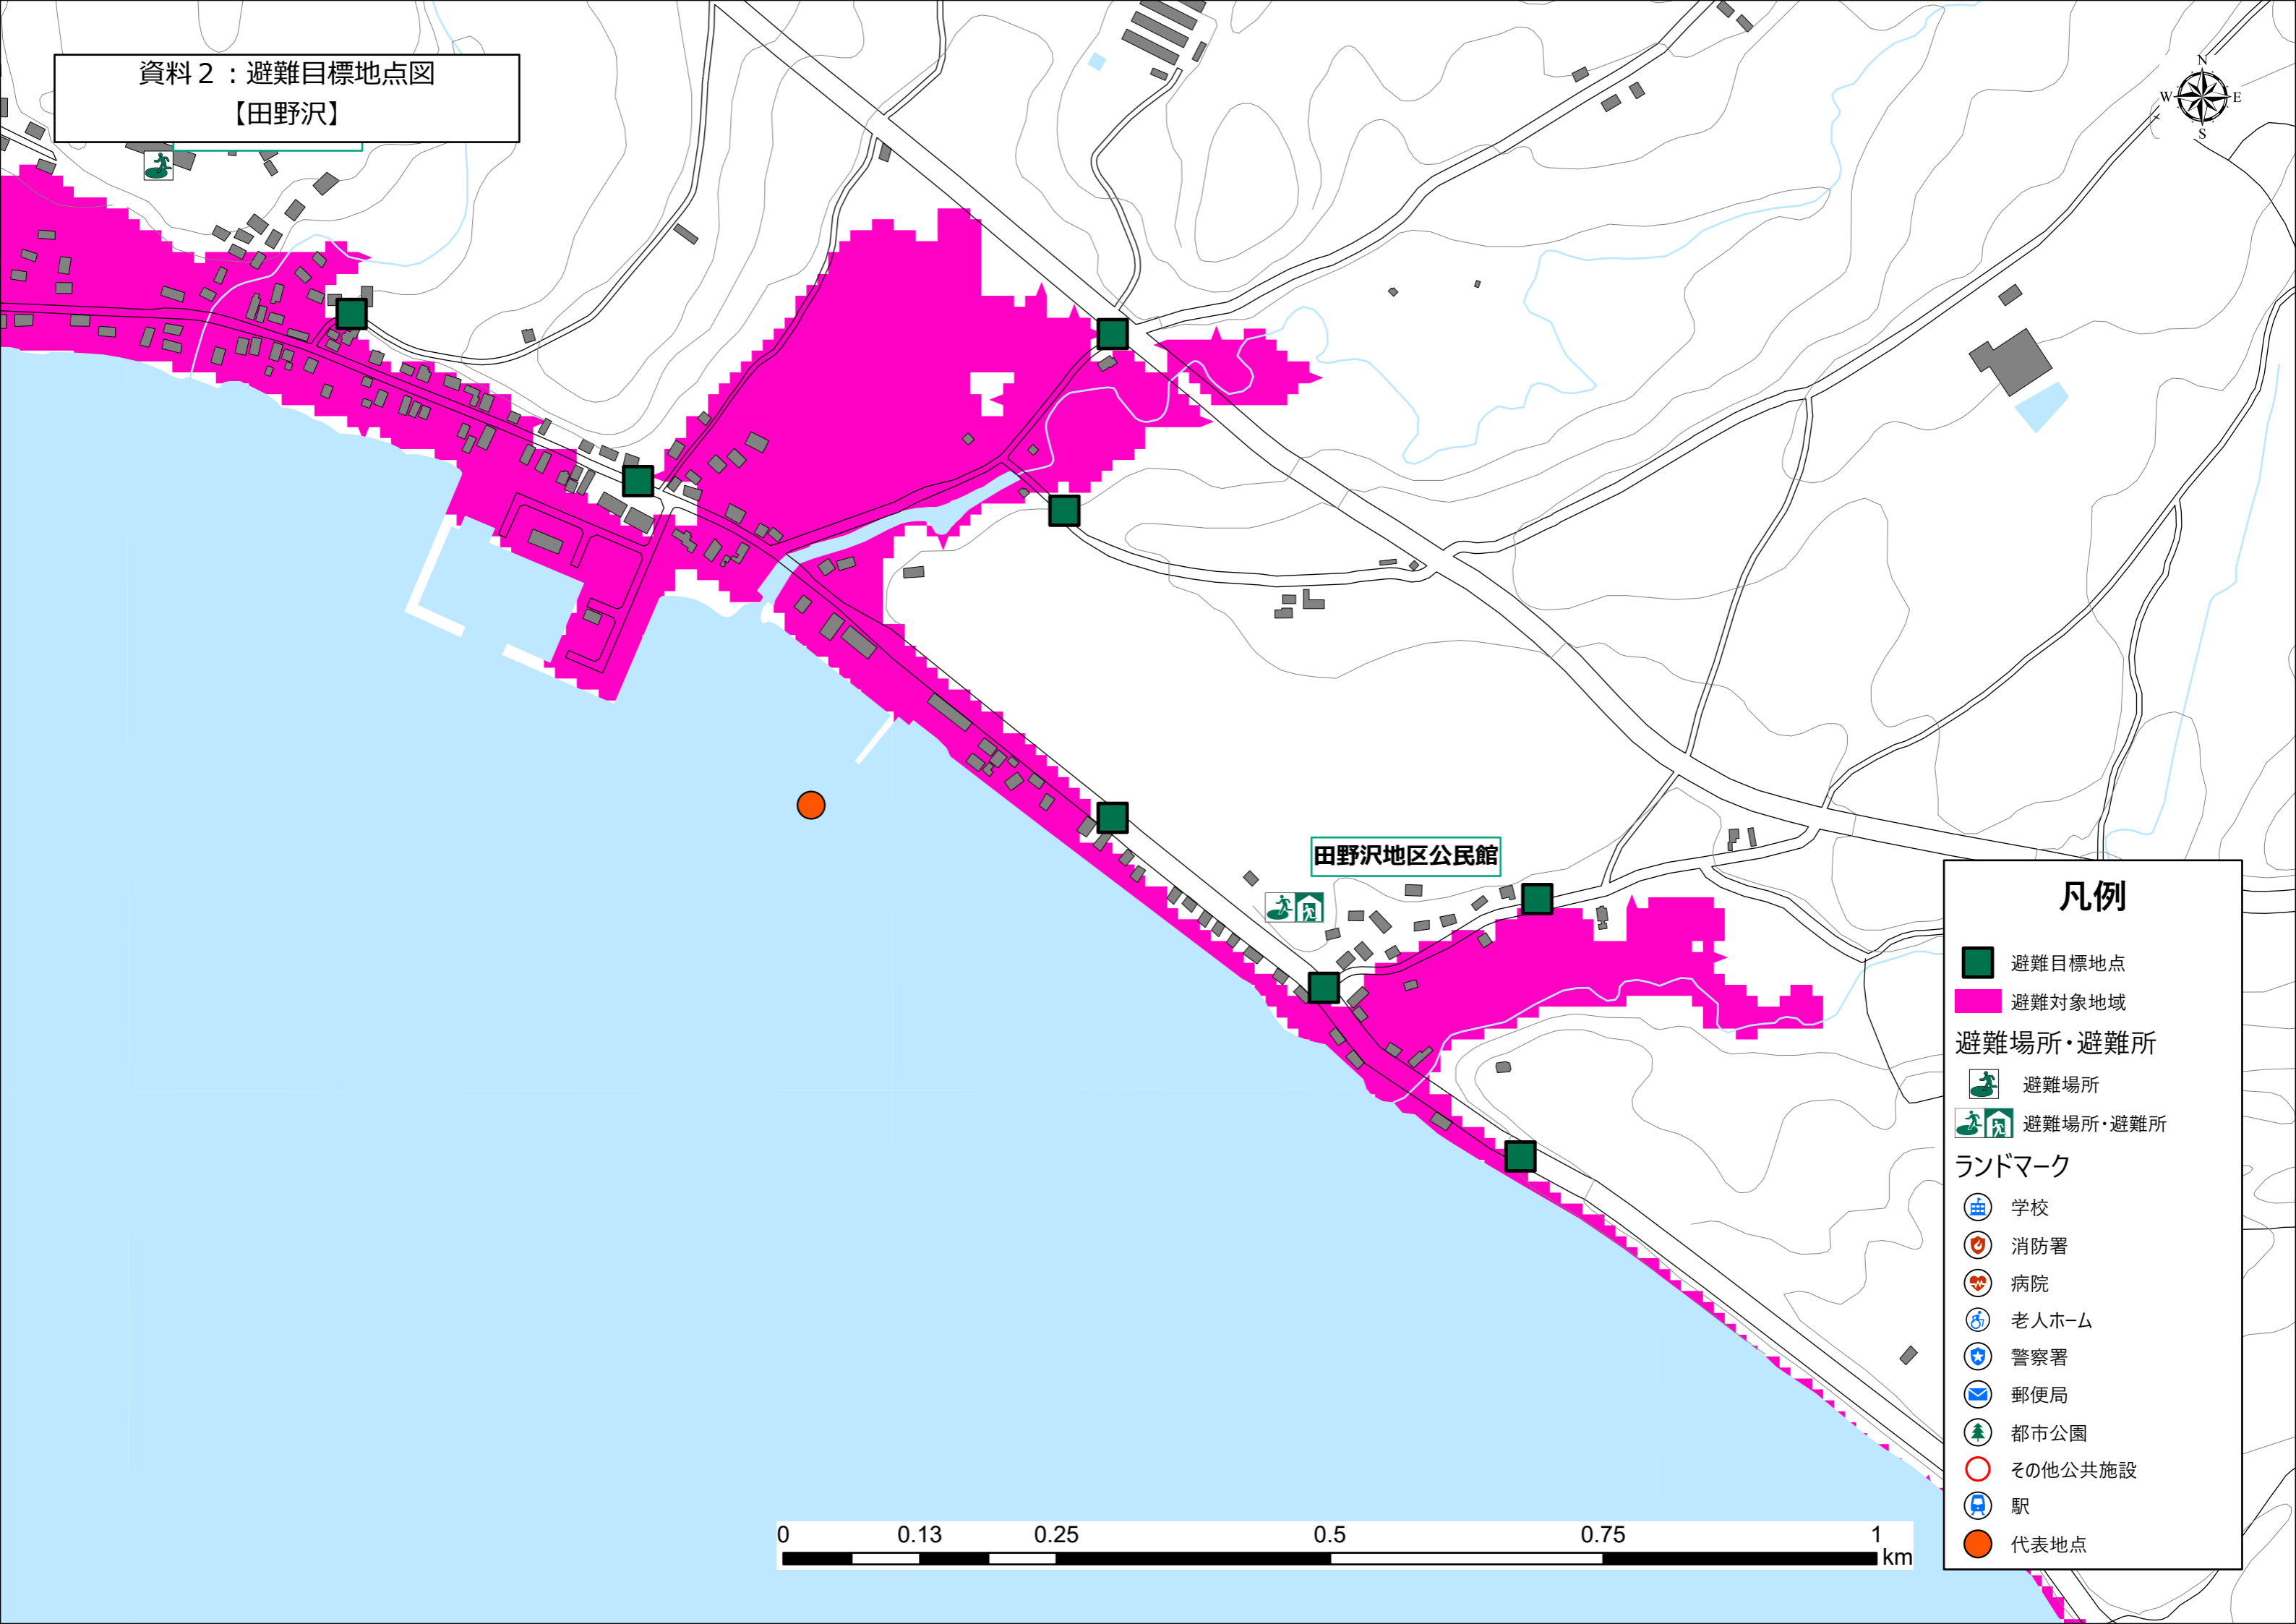 資料２：避難目標地点図
【田野沢】
N
W
E
S
田野沢地区公民館
凡例
避難目標地点
避難対象地域
避難場所・避難所
避難場所
避難場所・避難所
ランドマーク
学校
消防署
病院
老人ホーム
警察署
郵便局
都市公園
その他公共施設
駅
代表地点
0 0.13 0.25 0.5 0.75 1
km